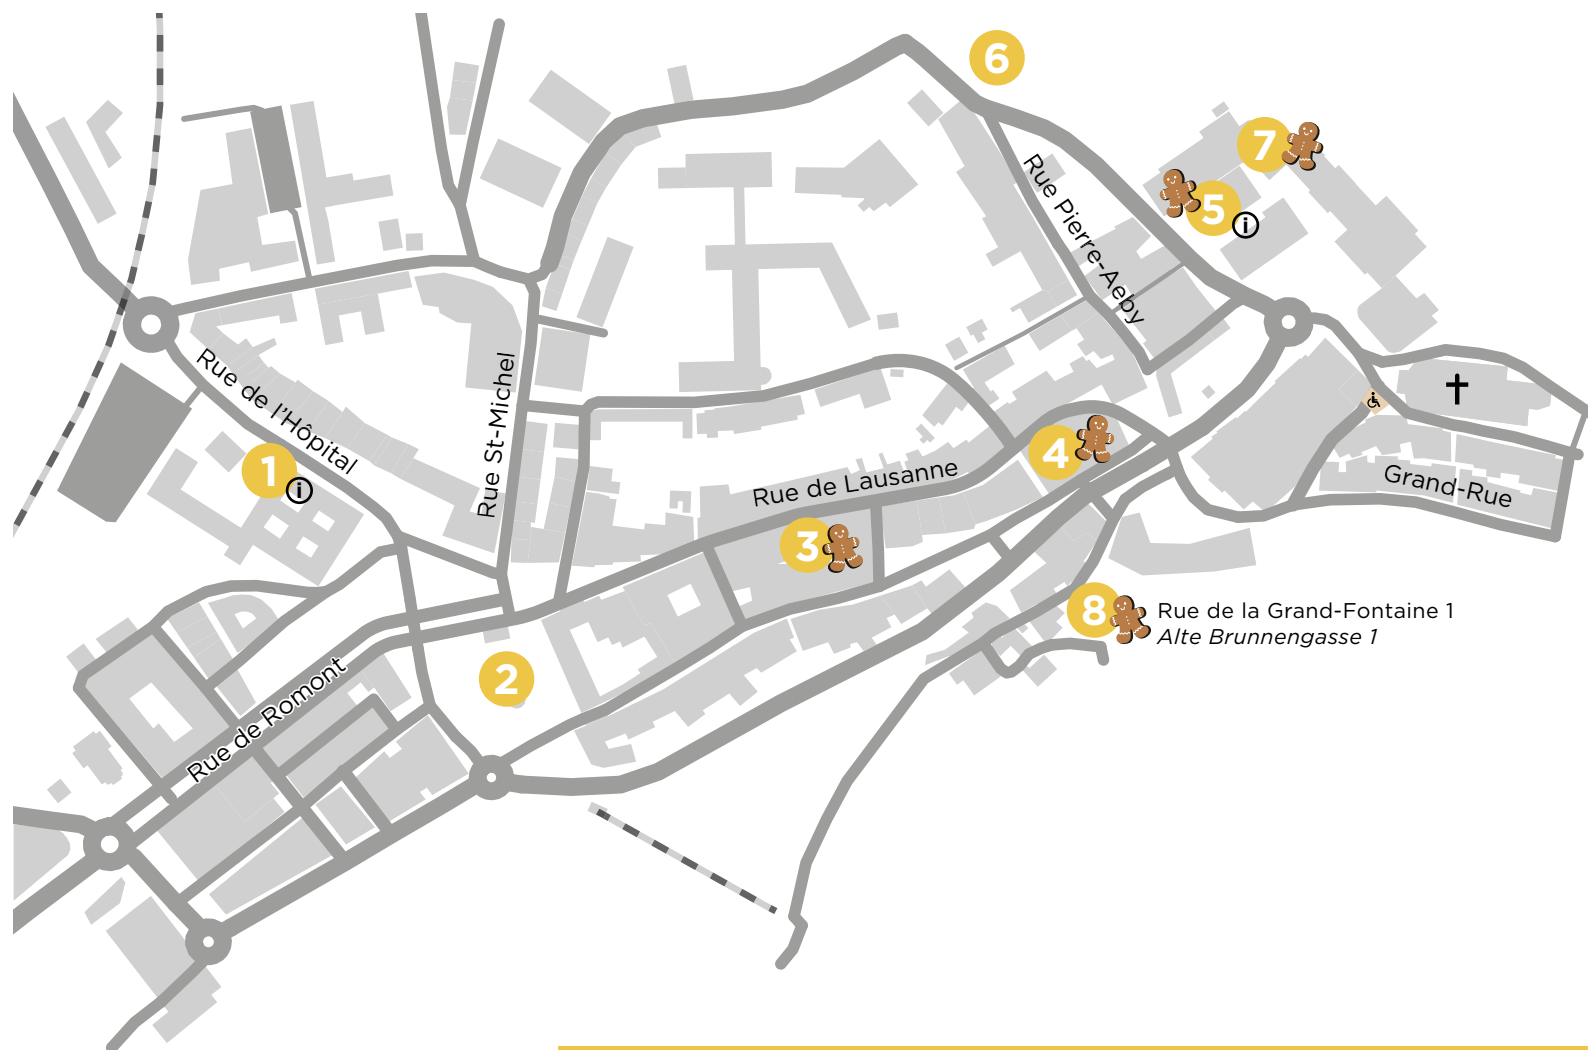 6
7
Rue Pierre-Aeby
5
i
Rue de l'Hôpital
Rue St-Michel
1
i
4
Rue de Lausanne
Grand-Rue
3
8
Rue de la Grand-Fontaine 1
Alte Brunnengasse 1
2
Rue de Romont